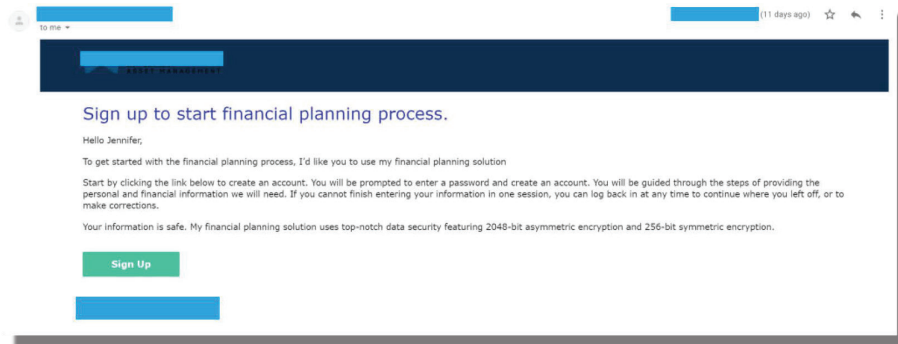 (11 days ago)
to me
ASSET MANAGEMENT
Sign up to start financial planning process.
Hello Jennifer,
To get started with the financial planning process, I'd like you to use my financial planning solution
Start by clicking the link below to create an account. You will be prompted to enter a password and create an account. You will be guided through the steps of providing the
personal and financial information we will need. If you cannot finish entering your information in one session, you can log back in at any time to continue where you left off, or to
make corrections.
Your information is safe. My financial planning solution uses top-notch data security featuring 2048-bit asymmetric encryption and 256-bit symmetric encryption.
Sign Up